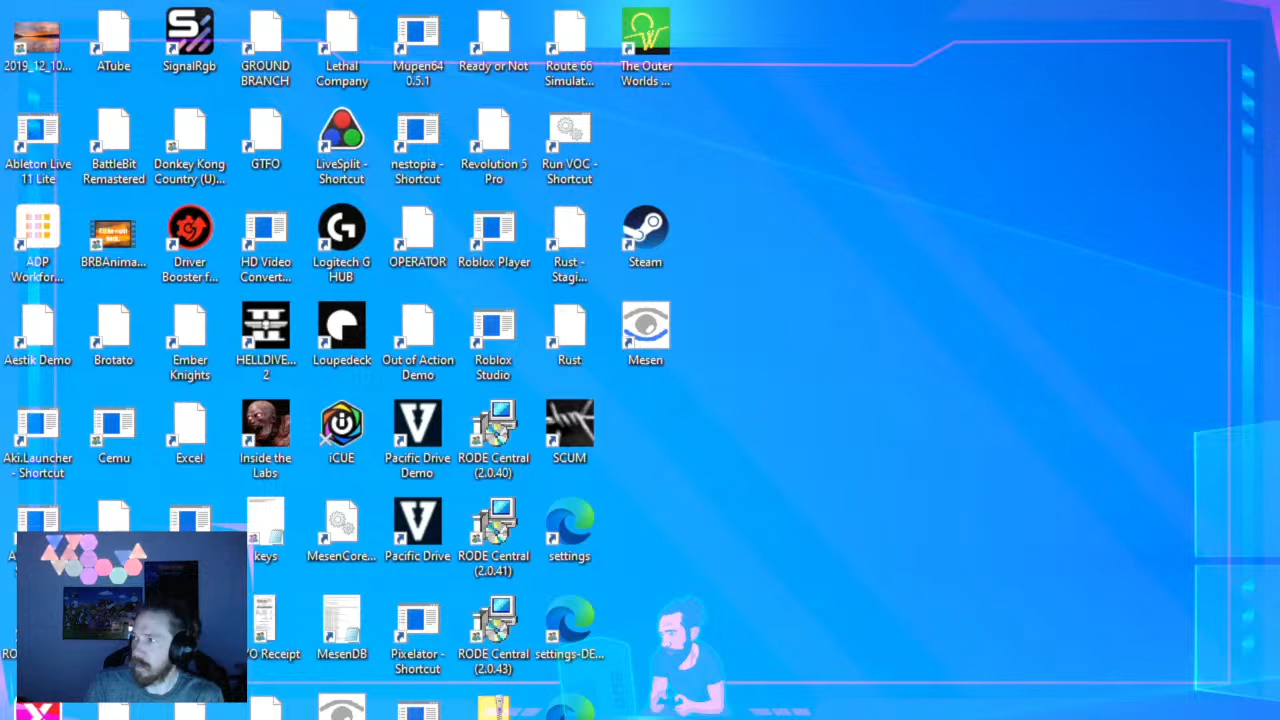 2019_12_10...
ATube
SignalRgb
GROUND
BRANCH
Lethal
Company
Mupen64
0.5.1
Ready or Not
Route 66
Simulat...
The Outer
Worlds ...
Ableton Live
11 Lite
BattleBit
Remastered
Donkey Kong
Country (U)...
GTFO
LiveSplit -
Shortcut
nestopia -
Shortcut
Revolution 5
Pro
Run VOC -
Shortcut
ADP
Workfor...
BRBAnima...
Driver
Booster f...
HD Video
Convert...
Logitech G
HUB
OPERATOR
Roblox Player
Rust -
Stagi...
Steam
Aestik Demo
Brotato
Ember
Knights
HELLDIVE...
2
Loupedeck
Out of Action
Demo
Roblox
Studio
Rust
Mesen
Aki.Launcher
- Shortcut
Cemu
Excel
Inside the
Labs
iCUE
Pacific Drive
Demo
RODE Central
(2.0.40)
SCUM
keys
MesenCore...
Pacific Drive
RODE Central
(2.0.41)
settings
Receipt
MesenDB
Pixelator -
Shortcut
RODE Central
(2.0.43)
settings-DE...